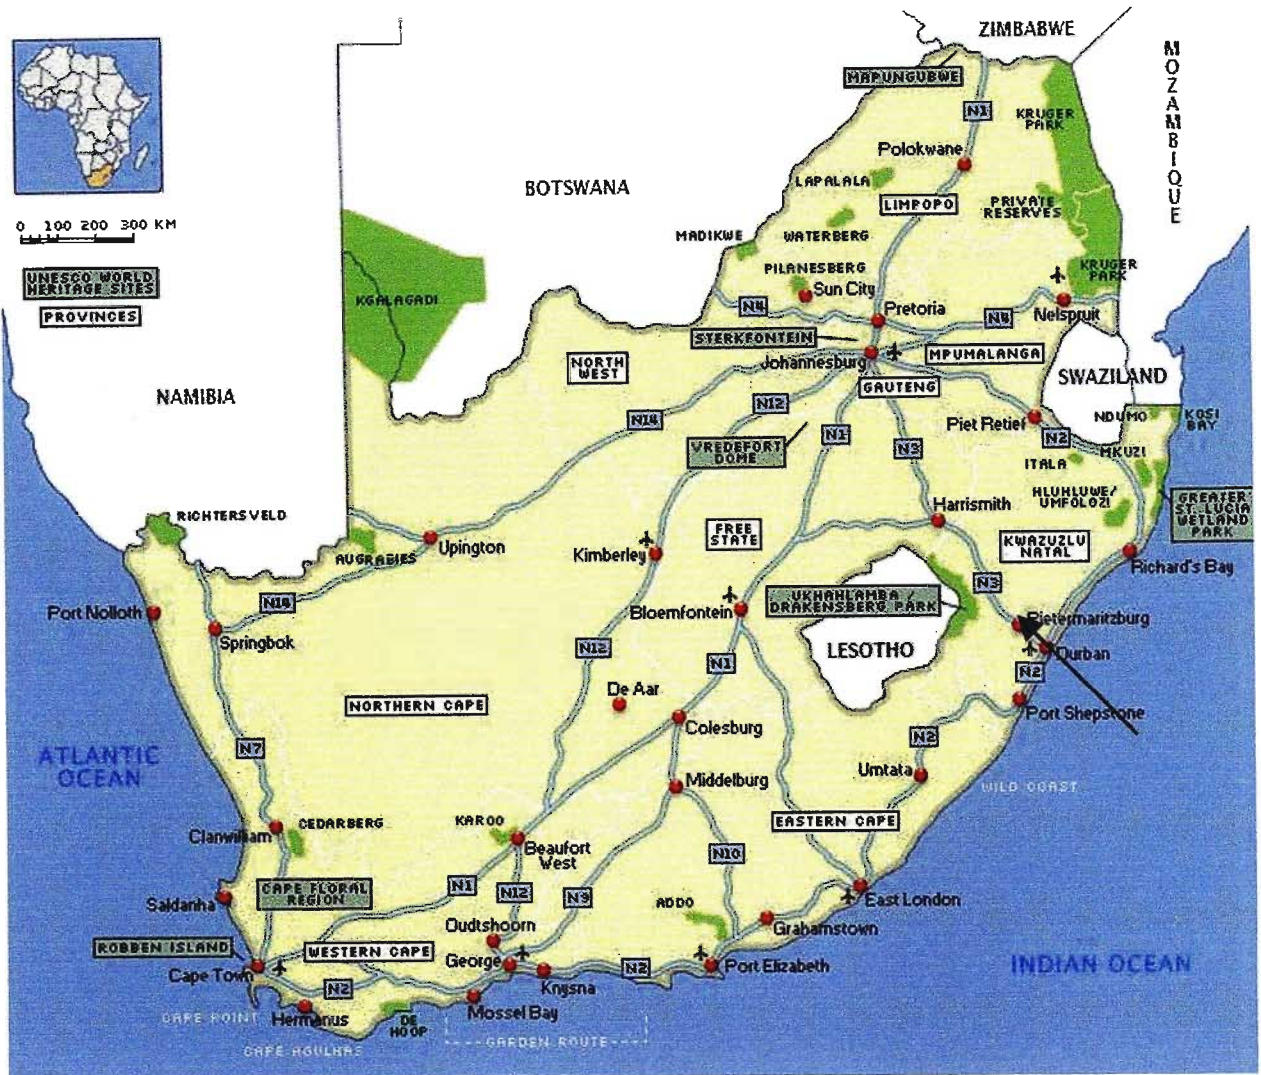 ZIMBABWE
MOZAMBIQUE
MAPUNGUBWE
N1
KRUGER
PARK
Polokwane
LAPALALA
LIMPOPO
PRIVATE
RESERVES
BOTSWANA
0 100 200 300 KM
MADIKWE
WATERBERG
UNESCO WORLD
HERITAGE SITES
PROVINCES
KGALAGADI
PILANESBERG
Sun City
KRUGER
PARK
N4
Pretoria
N4
Nelspruit
STERKFONTEIN
Johannesburg
MPUMALANGA
NORTH
WEST
GAUTENG
SWAZILAND
NAMIBIA
N14
N12
N1
N3
Piet Retief
N2
NDUMO
KOSI
BAY
VREDEFORT
DOME
MKUZI
ITALA
HLUHLUWE/
UMFOLOZI
GREATER
ST. LUCIA
WETLAND
PARK
RICHTERSVELD
Harrismith
AUGRABIES
Upington
Kimberley
FREE
STATE
KWAZUZLU
NATAL
Richard's Bay
N14
Port Nolloth
Springbok
Bloemfontein
UKHAHLAMBA /
DRAKENSBERG PARK
N3
Pietermaritzburg
N12
N1
LESOTHO
Durban
N2
De Aar
NORTHERN CAPE
Colesburg
Port Shepstone
N7
N2
ATLANTIC
OCEAN
Middelburg
Umtata
WILD COAST
Clanwilliam
CEDARBERG
KAROO
Beaufort
West
EASTERN CAPE
N10
CAPE FLORAL
REGION
N1
N12
N9
Saldanha
ADDO
East London
Oudtshoorn
Grahamstown
ROBBEN ISLAND
WESTERN CAPE
George
Cape Town
N2
Knysna
N2
Port Elizabeth
INDIAN OCEAN
CAPE POINT
Hermanus
DE
HOOP
Mossel Bay
GARDEN ROUTE
CAPE AGULHAS